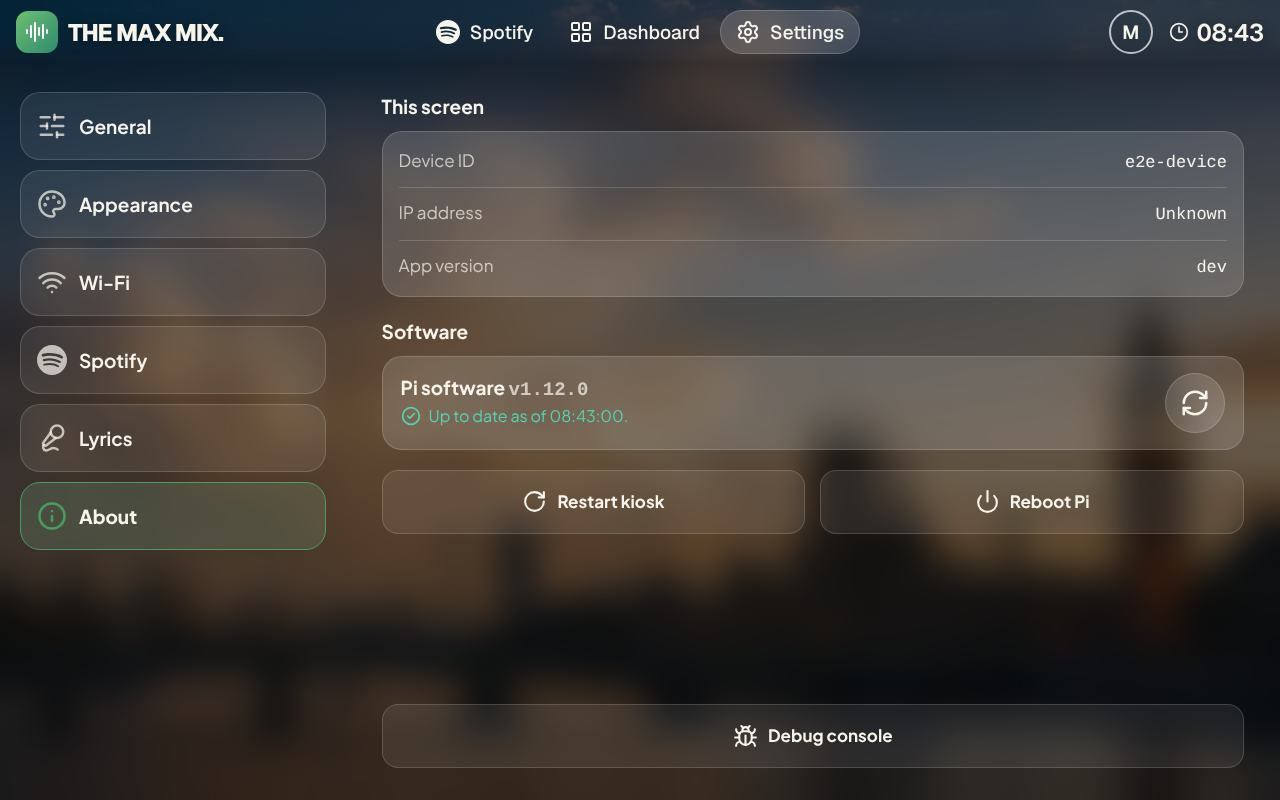 THE MAX MIX.
Spotify
Dashboard
Settings
M
08:43
General
Appearance
Wi-Fi
Spotify
Lyrics
About
This screen
Device ID e2e-device
IP address Unknown
App version dev
Software
Pi software v1.12.0
Up to date as of 08:43:00.
Restart kiosk
Reboot Pi
Debug console